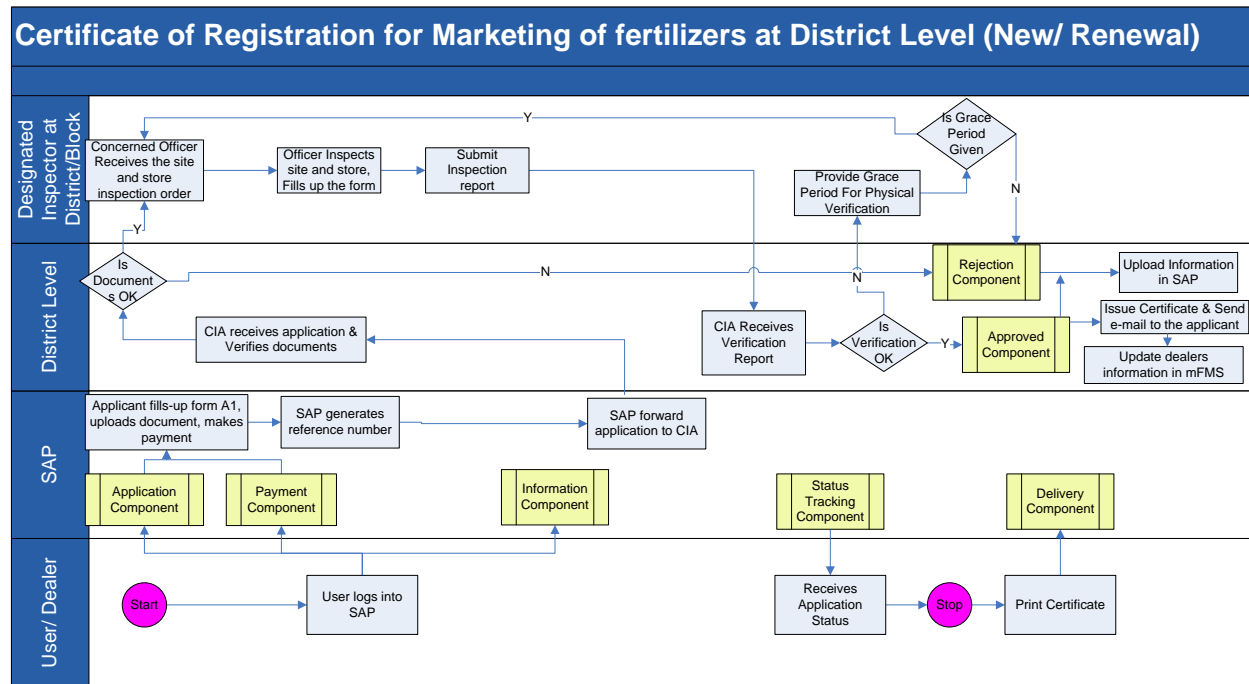 Certificate of Registration for Marketing of fertilizers at District Level (New/ Renewal)
Designated
Inspector at
District/Block
Y
Is Grace
Period
Given
Concerned Officer
Receives the site
and store
inspection order
Officer Inspects
site and store,
Fills up the form
Submit
Inspection
report
Provide Grace
Period For Physical
Verification
N
Y
District Level
Is
Document
s OK
N
Rejection
Component
Upload Information
in SAP
N
CIA receives application &
Verifies documents
CIA Receives
Verification
Report
Is
Verification
OK
Y
Approved
Component
Issue Certificate & Send
e-mail to the applicant
Update dealers
information in mFMS
SAP
Applicant fills-up form A1,
uploads document, makes
payment
SAP generates
reference number
SAP forward
application to CIA
Application
Component
Payment
Component
Information
Component
Status
Tracking
Component
Delivery
Component
User/ Dealer
Start
User logs into
SAP
Receives
Application
Status
Stop
Print Certificate